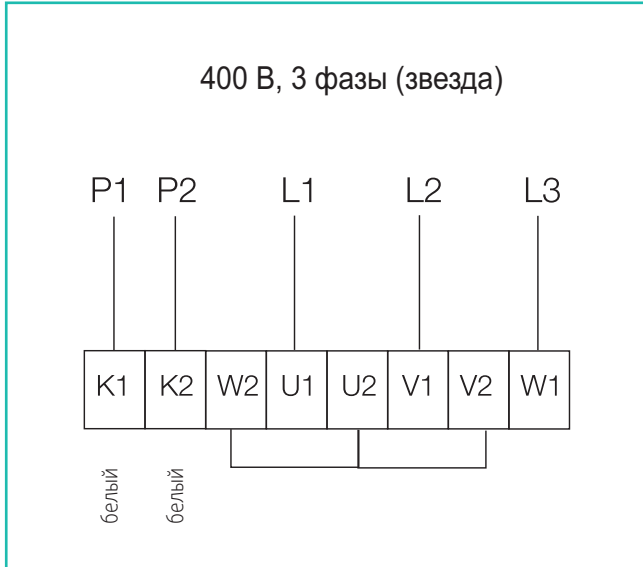 400 В, 3 фазы (звезда)
P1 P2 L1 L2 L3
K1 K2 W2 U1 U2 V1 V2 W1
белый белый